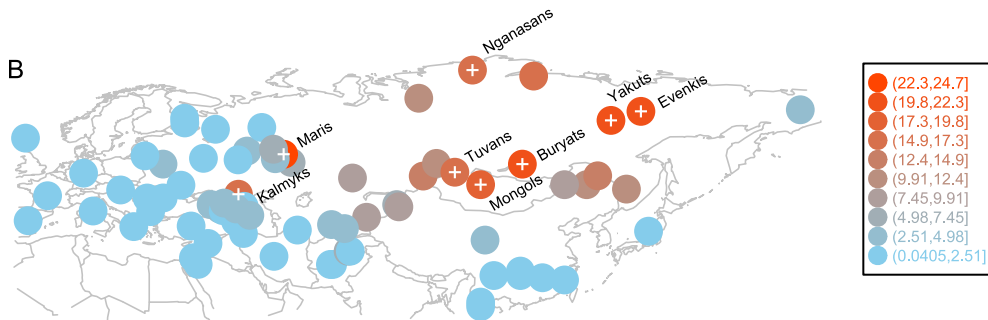 B
Nganasans
Yakuts
Evenkis
Maris
Tuvans
Buryats
Kalmyks
Mongols
(22.3,24.7]
(19.8,22.3]
(17.3,19.8]
(14.9,17.3]
(12.4,14.9]
(9.91,12.4]
(7.45,9.91]
(4.98,7.45]
(2.51,4.98]
(0.0405,2.51]